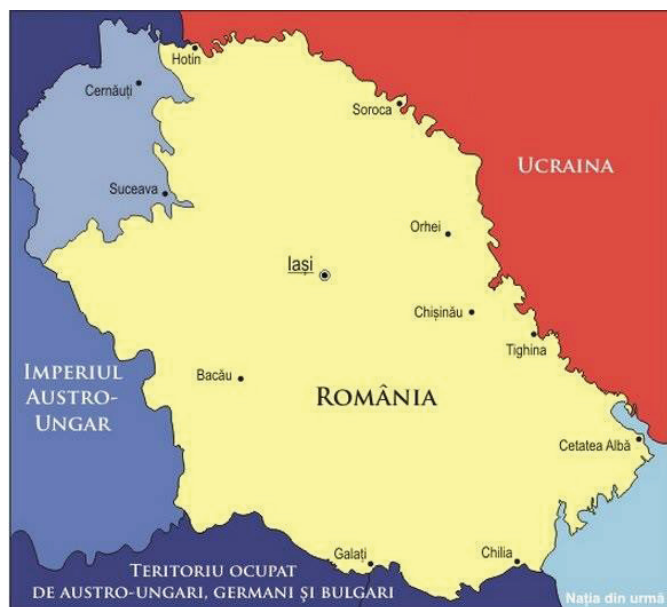 Hotin
Cernăuți
Soroca
UCRAINA
Suceava
Orhei
Iași
Chișinău
Tighina
IMPERIUL
AUSTRO-
UNGAR
Bacău
ROMÂNIA
Cetatea Albă
Galați
Chilia
TERITORIU OCUPAT
DE AUSTRO-UNGARI, GERMANI ȘI BULGARI
Nația din urmă